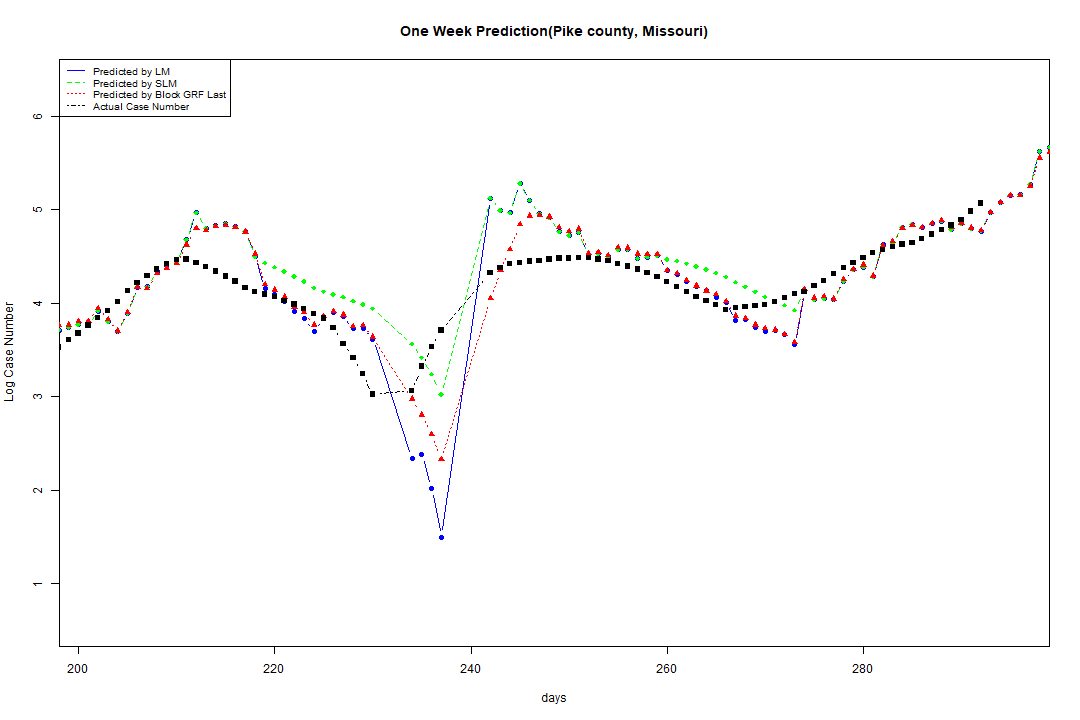 One Week Prediction(Pike county, Missouri)
Predicted by LM
Predicted by SLM
Predicted by Block GRF Last
Actual Case Number
6
5
4
3
2
1
Log Case Number
200 220 240 260 280
days